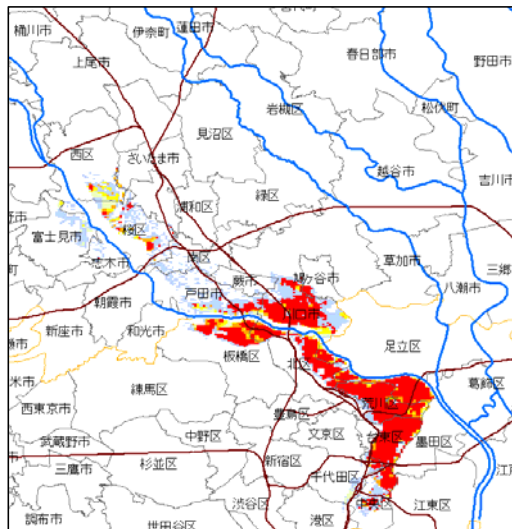 桶川市
伊奈町
蓮田市
上尾市
春日部市
野田市
岩槻区
松伏町
見沼区
西区
さいたま市
越谷市
吉川市
緑区
浦和区
桜区
富士見市
南区
草加市
三郷
志木市
蕨市
鳩ヶ谷市
八潮市
戸田市
朝霞市
川口市
新座市
和光市
足立区
板橋区
北区
練馬区
葛飾区
荒川区
西東京市
豊島区
文京区
台東区
墨田区
武蔵野市
中野区
三鷹市
杉並区
新宿区
千代田区
江戸
中央区
江東区
渋谷区
港区
調布市
世田谷区